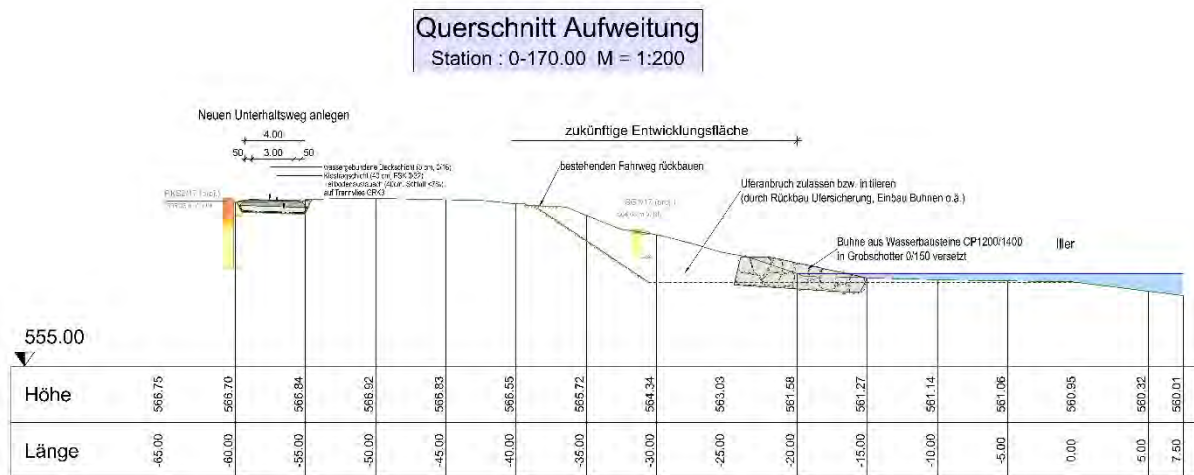 Querschnitt Aufweitung
Station : 0-170.00 M = 1:200
Neuen Unterhaltsweg anlegen
4.00
50 3.00 50
auf Trennvlies GRK3
zukünftige Entwicklungsfläche
bestehenden Fahrweg rückbauen
Uferanbruch zulassen bzw.
(durch Rückbau Ufersicherung, Einbau Buhnen o.ä.)
Buhne aus Wasserbausteine CP1200/1400
in Grobschotter 0/150 versetzt
Iller
555.00
Höhe 566.75 566.70 566.84 566.92 566.83 566.55 565.72 564.34 563.03 561.58 561.27 561.14 561.06 560.95 560.32 560.01
Länge -65.00 -60.00 -55.00 -50.00 -45.00 -40.00 -35.00 -30.00 -25.00 -20.00 -15.00 -10.00 -5.00 0.00 5.00 7.50